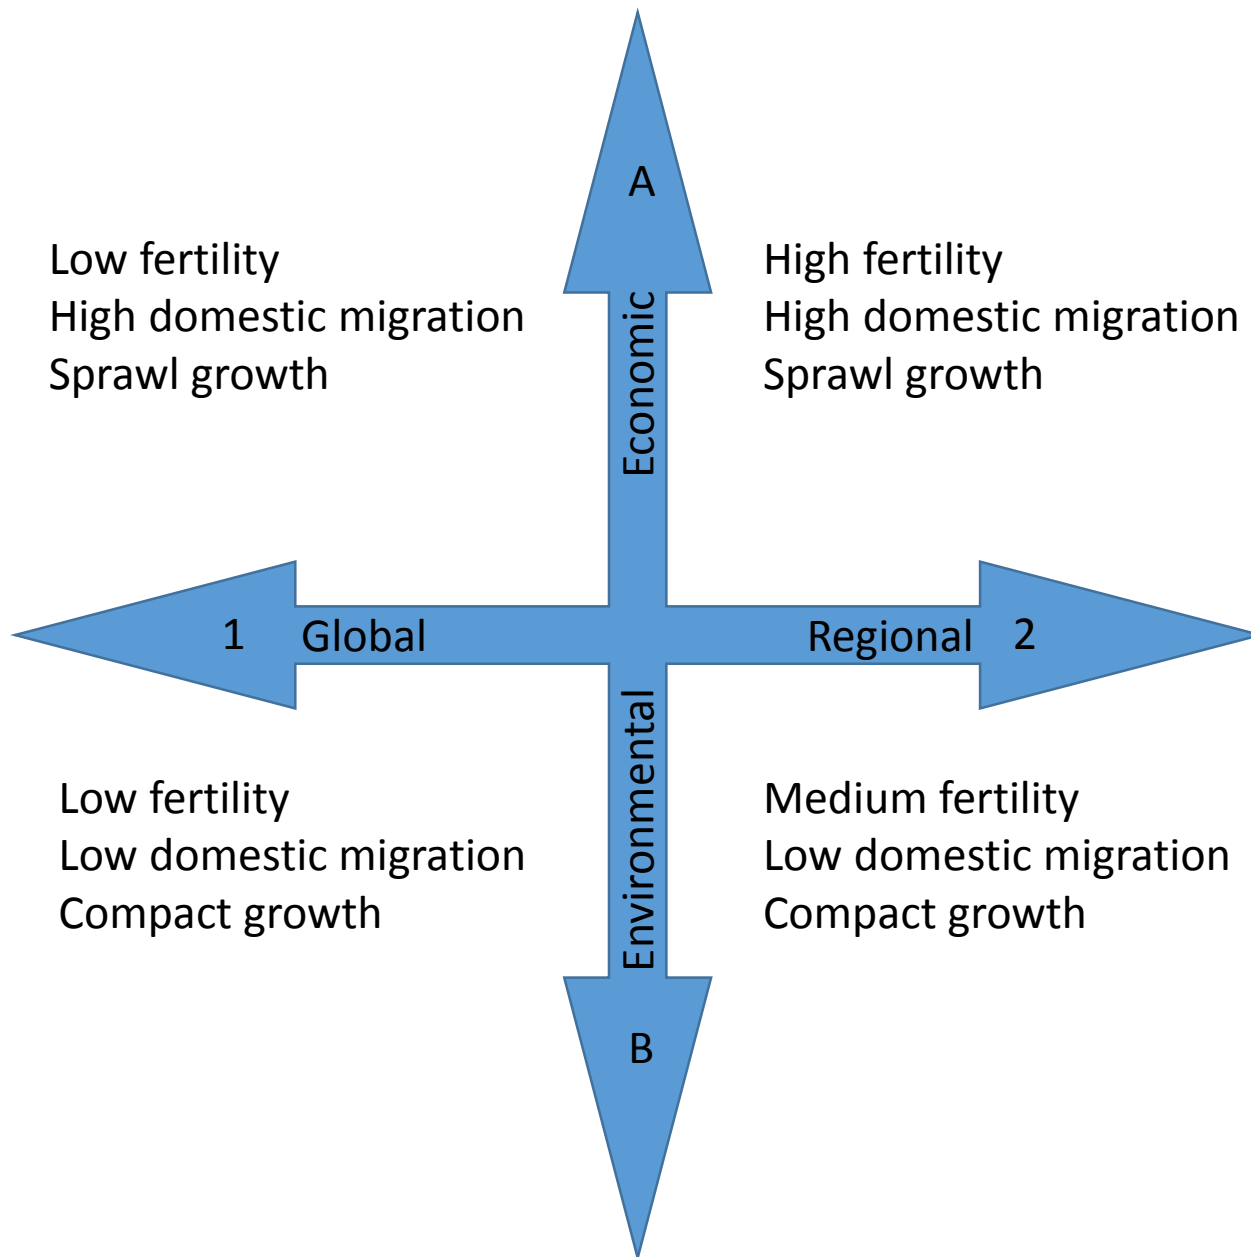 A
Economic
Low fertility
High domestic migration
Sprawl growth
High fertility
High domestic migration
Sprawl growth
1 Global
Regional 2
Environmental
Low fertility
Low domestic migration
Compact growth
Medium fertility
Low domestic migration
Compact growth
B